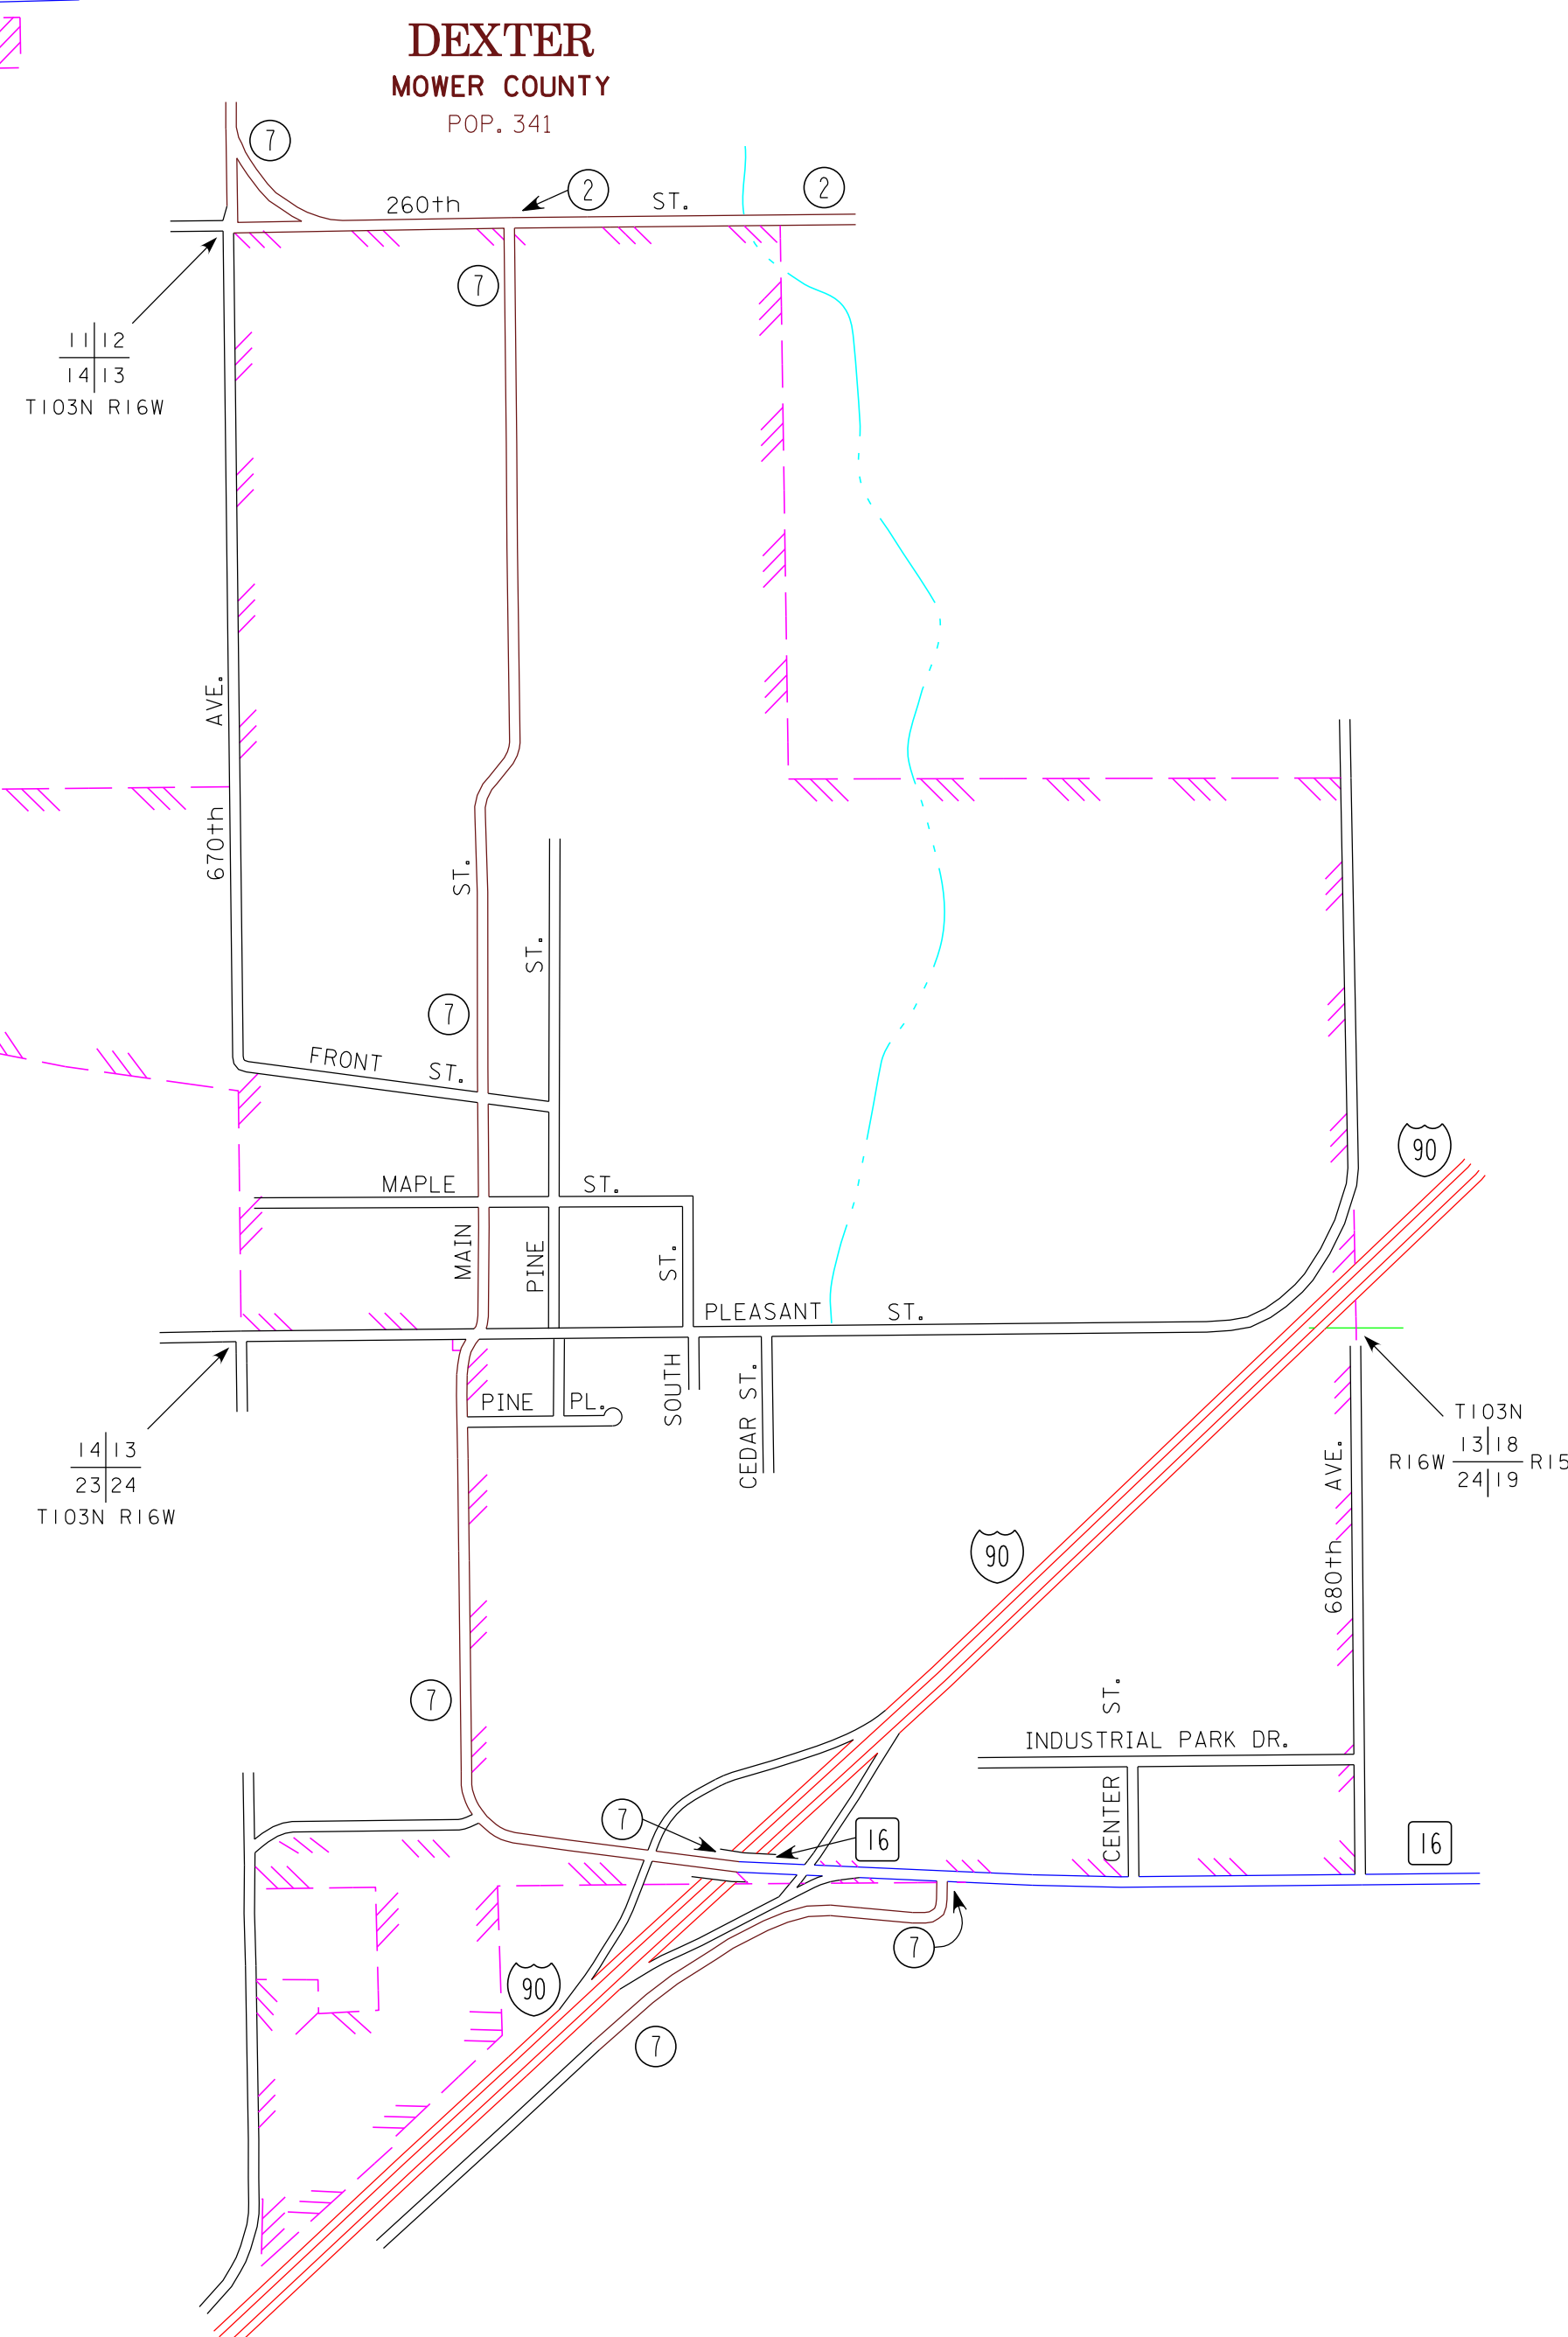 DEXTER
MOWER COUNTY
POP. 341
7
2
2
260th ST.
7
11 12
14 13
T103N R16W
670th AVE.
MAIN ST.
PINE ST.
7
FRONT ST.
MAPLE ST.
SOUTH ST.
90
PLEASANT ST.
PINE PL.
CEDAR ST.
14 13
23 24
T103N R16W
T103N
13 18
R16W R15
24 19
680th AVE.
90
7
INDUSTRIAL PARK DR.
CENTER ST.
7
16
16
7
90
7